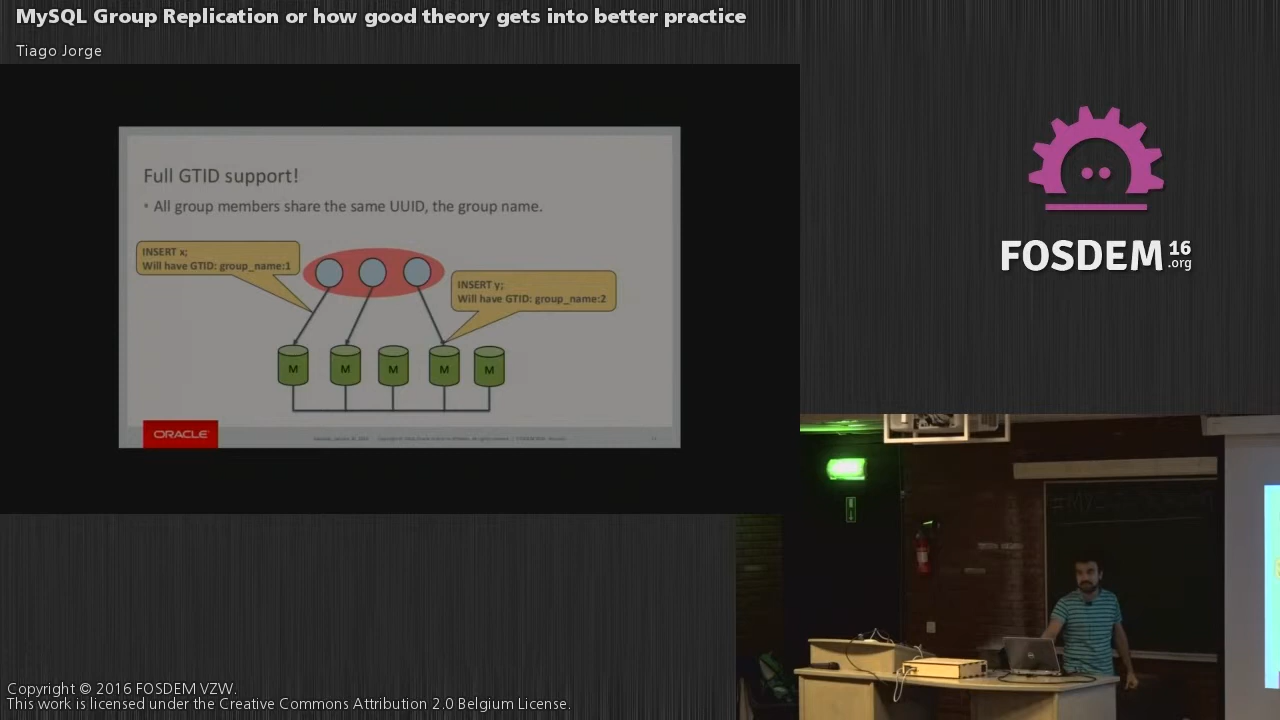 MySQL Group Replication or how good theory gets into better practice
Tiago Jorge
Full GTID support!
• All group members share the same UUID, the group name.
INSERT x;
Will have GTID: group_name:1
INSERT y;
Will have GTID: group_name:2
M M M M M
ORACLE
FOSDEM 16
.org
Copyright © 2016 FOSDEM VZW.
This work is licensed under the Creative Commons Attribution 2.0 Belgium License.